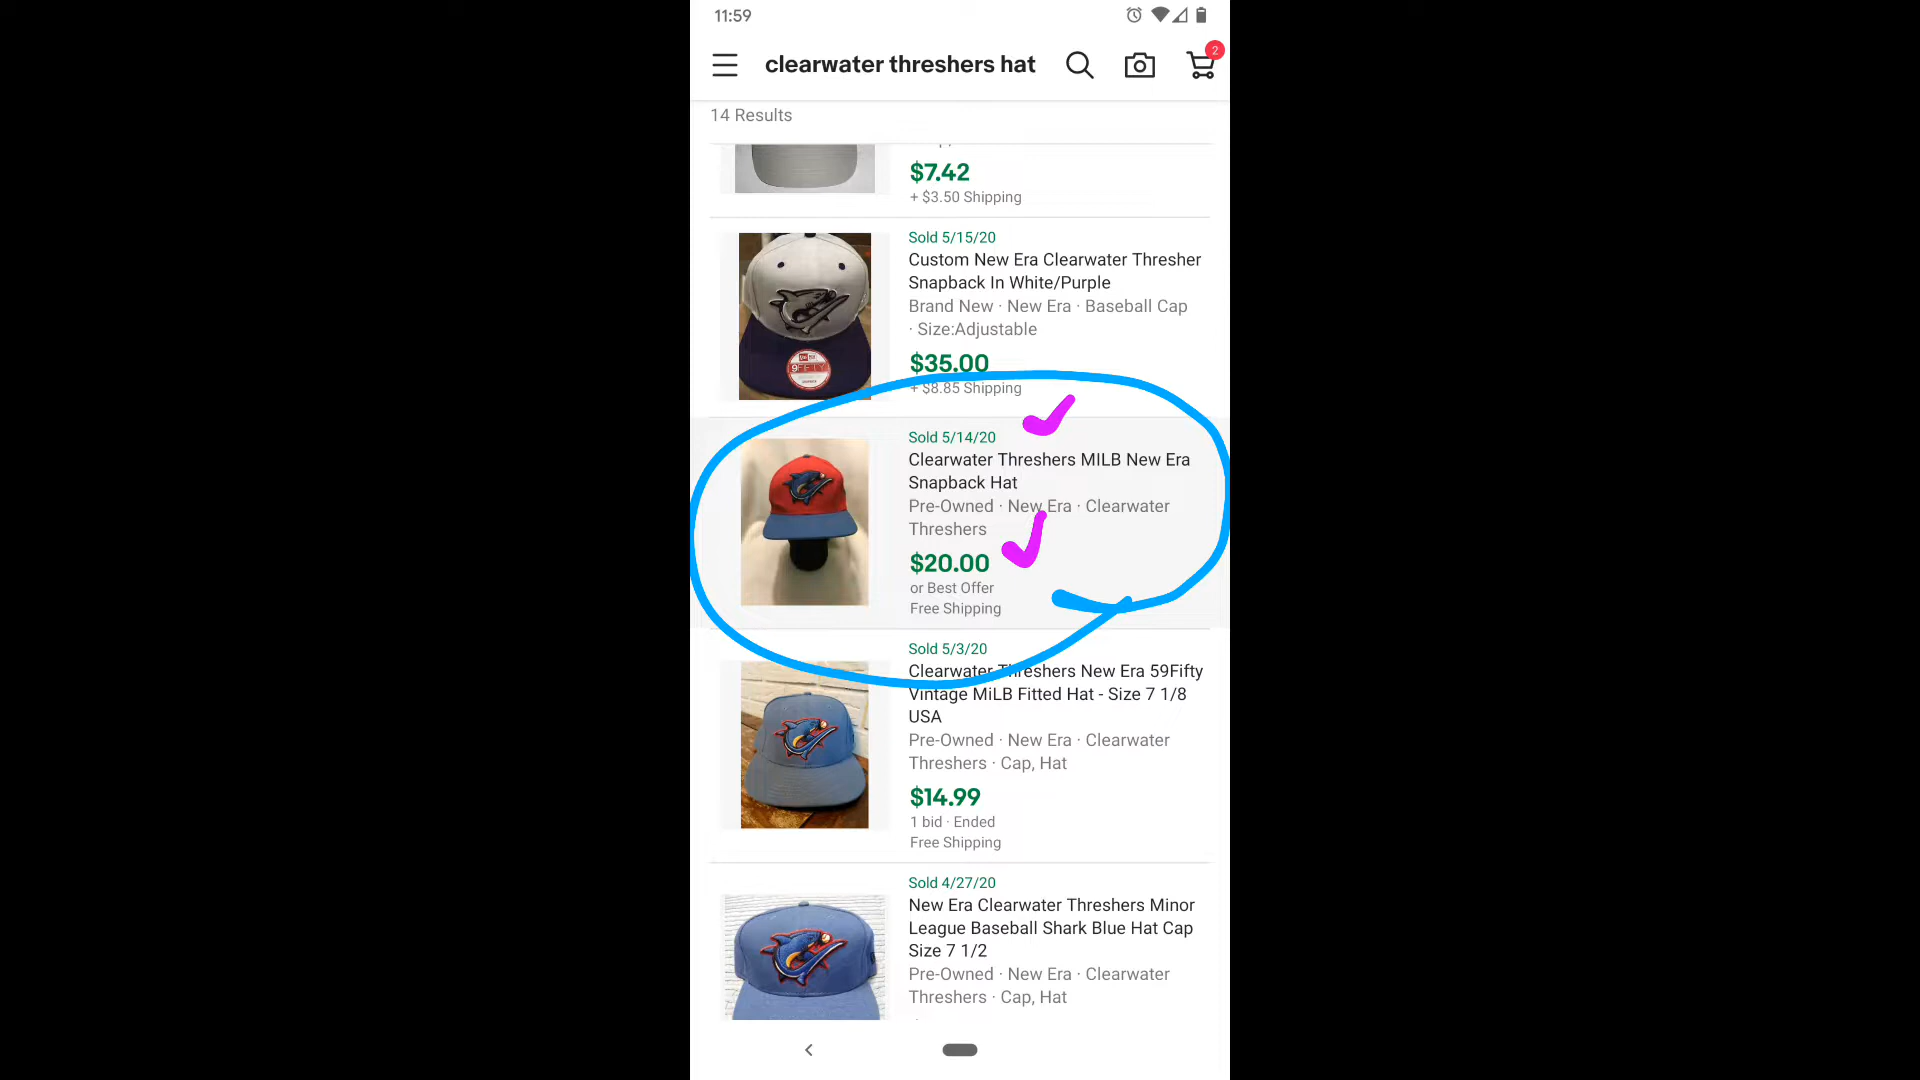 11:59
clearwater threshers hat
2
14 Results
$7.42
+ $3.50 Shipping
Sold 5/15/20
Custom New Era Clearwater Thresher
Snapback In White/Purple
Brand New · New Era · Baseball Cap
· Size:Adjustable
9FIFTY
$35.00
+ $8.85 Shipping
Sold 5/14/20
Clearwater Threshers MILB New Era
Snapback Hat
Pre-Owned · New Era · Clearwater
Threshers
$20.00
or Best Offer
Free Shipping
Sold 5/3/20
Clearwater Threshers New Era 59Fifty
Vintage MiLB Fitted Hat - Size 7 1/8
USA
Pre-Owned · New Era · Clearwater
Threshers · Cap, Hat
$14.99
1 bid · Ended
Free Shipping
Sold 4/27/20
New Era Clearwater Threshers Minor
League Baseball Shark Blue Hat Cap
Size 7 1/2
Pre-Owned · New Era · Clearwater
Threshers · Cap, Hat